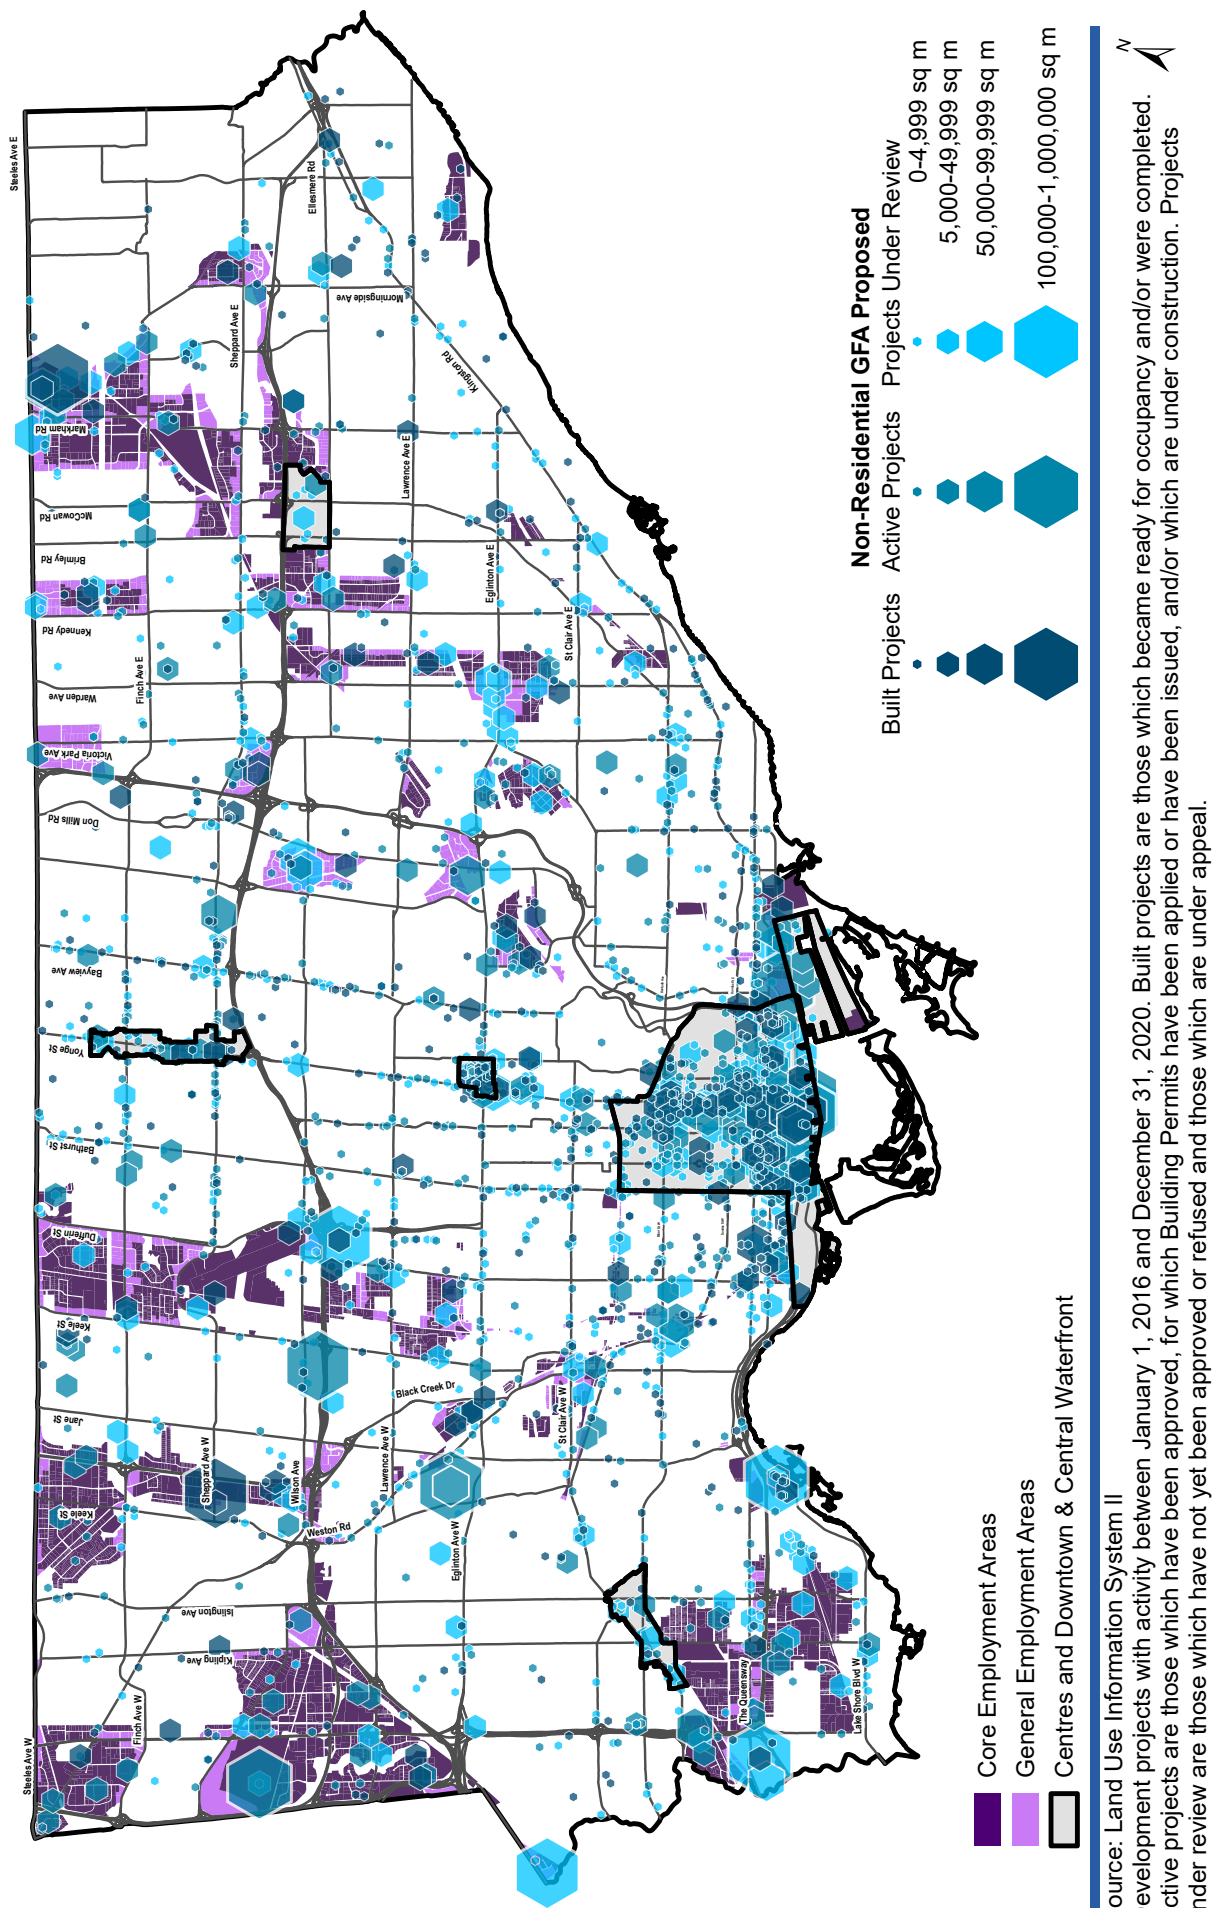 Steeles Ave E
Ellesmere Rd
Morningside Ave
Sheppard Ave E
Kingston Rd
Markham Rd
Lawrence Ave E
McCowan Rd
Brimley Rd
Eglinton Ave E
Kennedy Rd
St Clair Ave E
Finch Ave E
Warden Ave
Victoria Park Ave
Don Mills Rd
Bayview Ave
Yonge St
Bathurst St
Dufferin St
Keele St
Black Creek Dr
Jane St
St Clair Ave W
Lawrence Ave W
Sheppard Ave W
Wilson Ave
Keele St
Weston Rd
Eglinton Ave W
Islington Ave
Kipling Ave
The Queensway
Lake Shore Blvd W
Finch Ave W
Steeles Ave W
Non-Residential GFA Proposed
Built Projects Active Projects Projects Under Review
0-4,999 sq m
5,000-49,999 sq m
50,000-99,999 sq m
100,000-1,000,000 sq m
Core Employment Areas
General Employment Areas
Centres and Downtown & Central Waterfront
N
ource: Land Use Information System II
evelopment projects with activity between January 1, 2016 and December 31, 2020. Built projects are those which became ready for occupancy and/or were completed.
ctive projects are those which have been approved, for which Building Permits have been applied or have been issued, and/or which are under construction. Projects
nder review are those which have not yet been approved or refused and those which are under appeal.